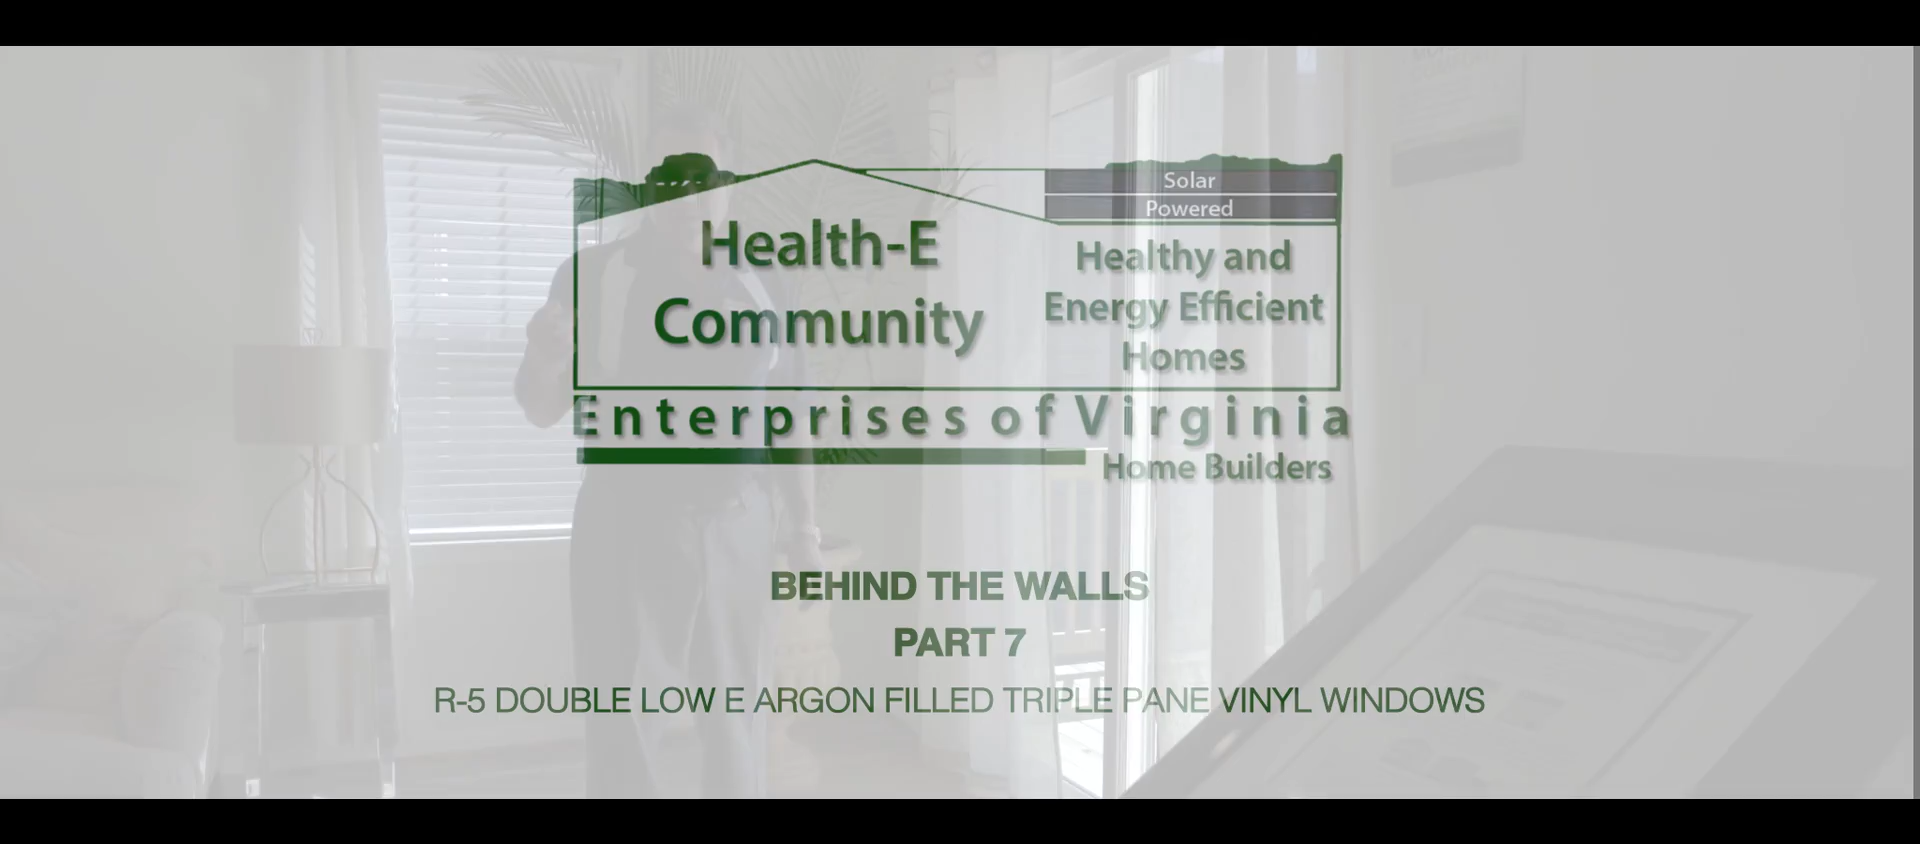 Solar
Powered
Health-E
Community
Healthy and
Energy Efficient
Homes
Enterprises of Virginia
Home Builders
BEHIND THE WALLS
PART 7
R-5 DOUBLE LOW E ARGON FILLED TRIPLE PANE VINYL WINDOWS